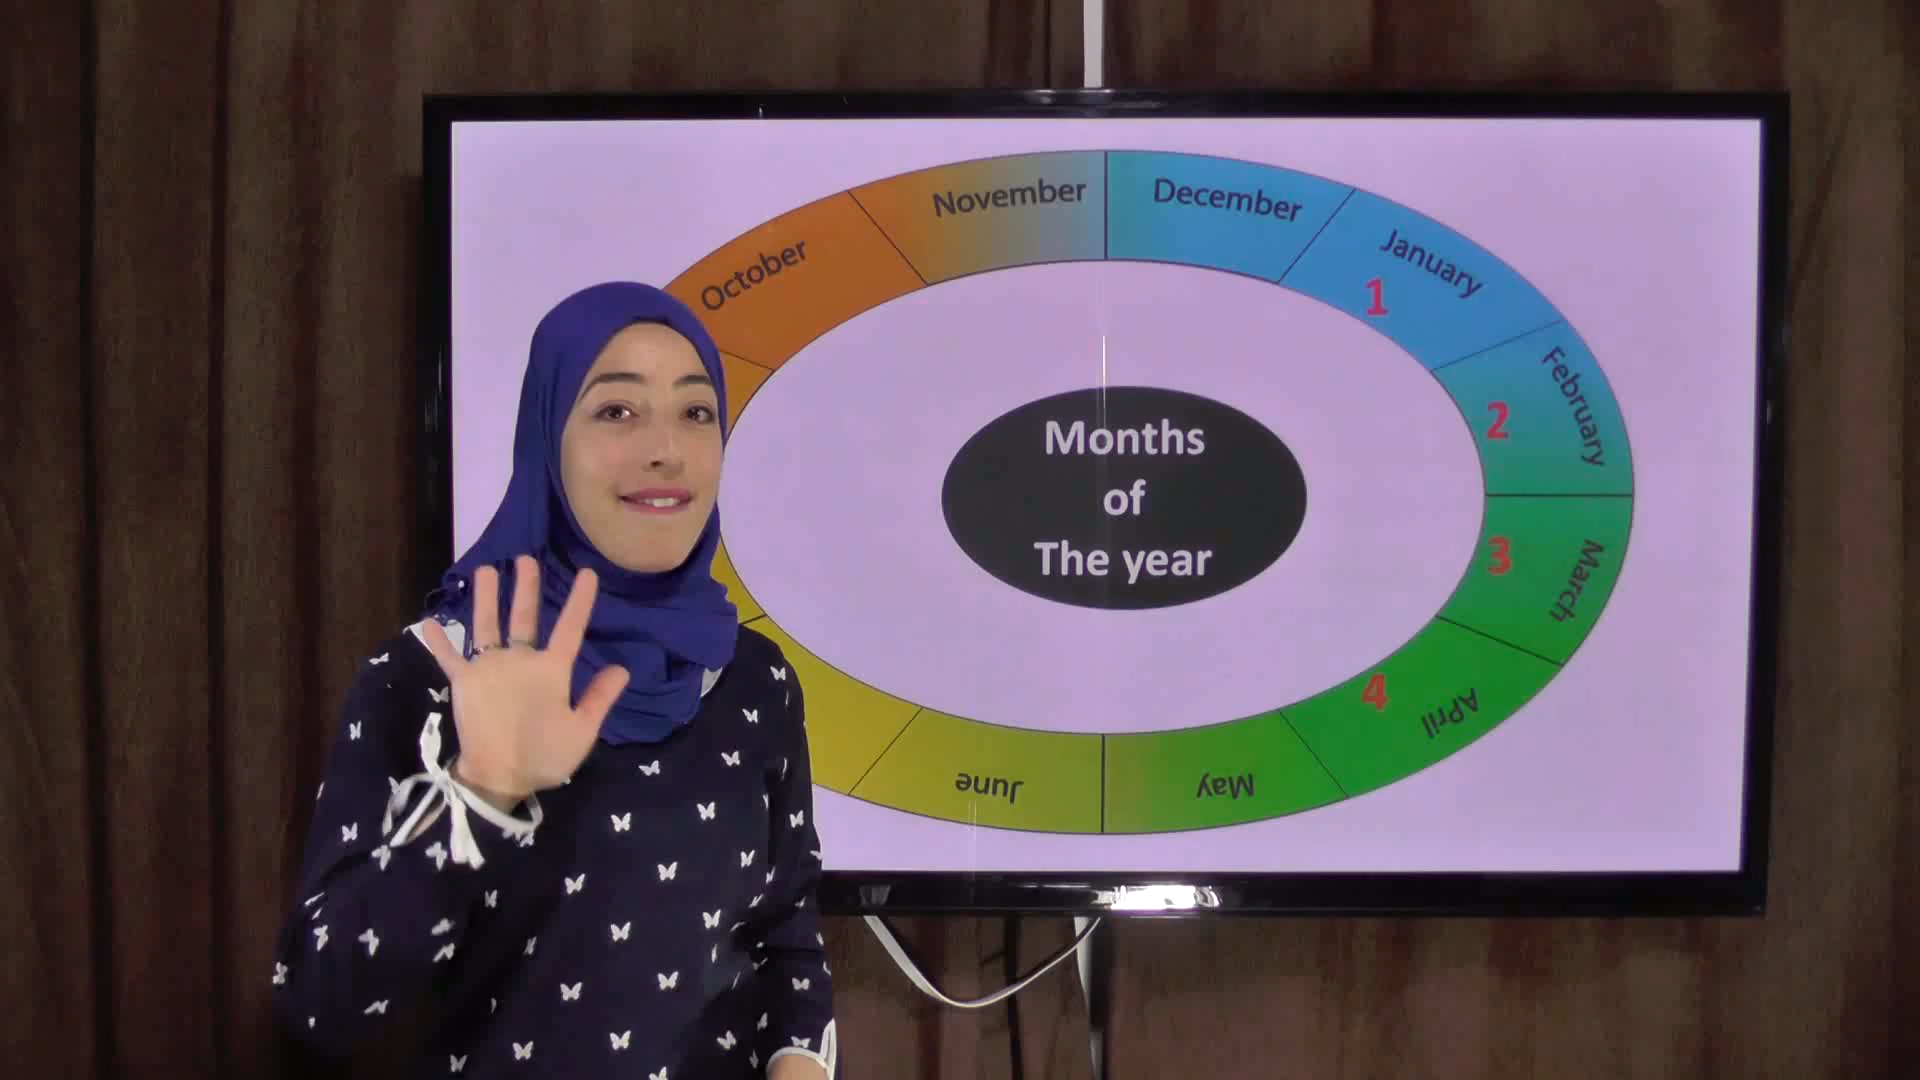 November
December
October
January
1
February
2
Months
of
The year
March
3
APril
4
May
June